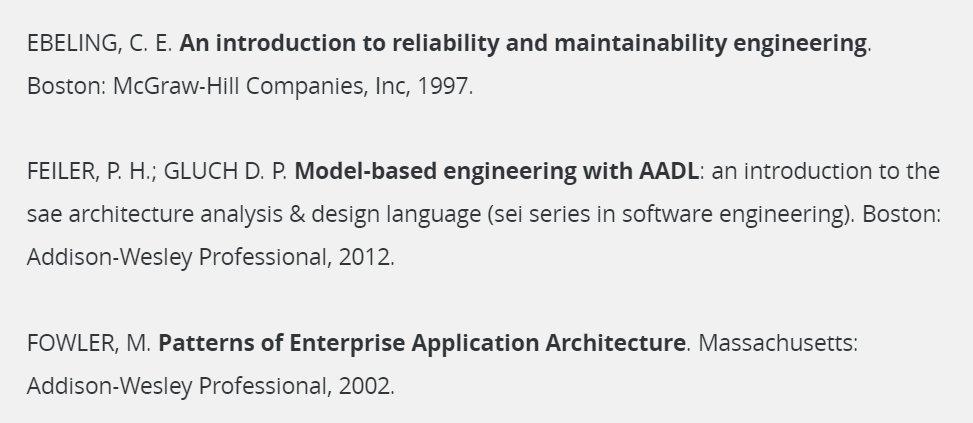 EBELING, C. E. An introduction to reliability and maintainability engineering.
Boston: McGraw-Hill Companies, Inc, 1997.
FEILER, P. H.; GLUCH D. P. Model-based engineering with AADL: an introduction to the
sae architecture analysis & design language (sei series in software engineering). Boston:
Addison-Wesley Professional, 2012.
FOWLER, M. Patterns of Enterprise Application Architecture. Massachusetts:
Addison-Wesley Professional, 2002.